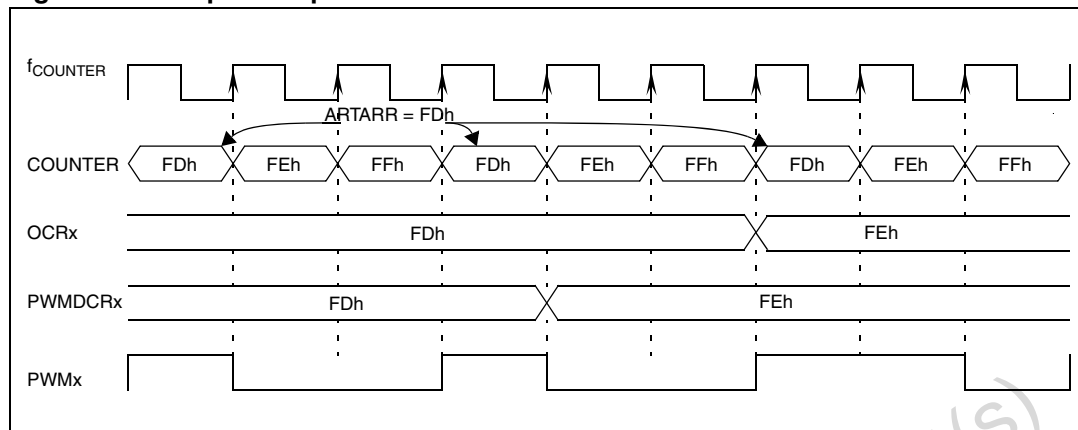 fCOUNTER
ARTARR = FDh
COUNTER FDh FEh FFh FDh FEh FFh FDh FEh FFh
OCRx FDh FEh
PWMDCRx FDh FEh
PWMx
(s)